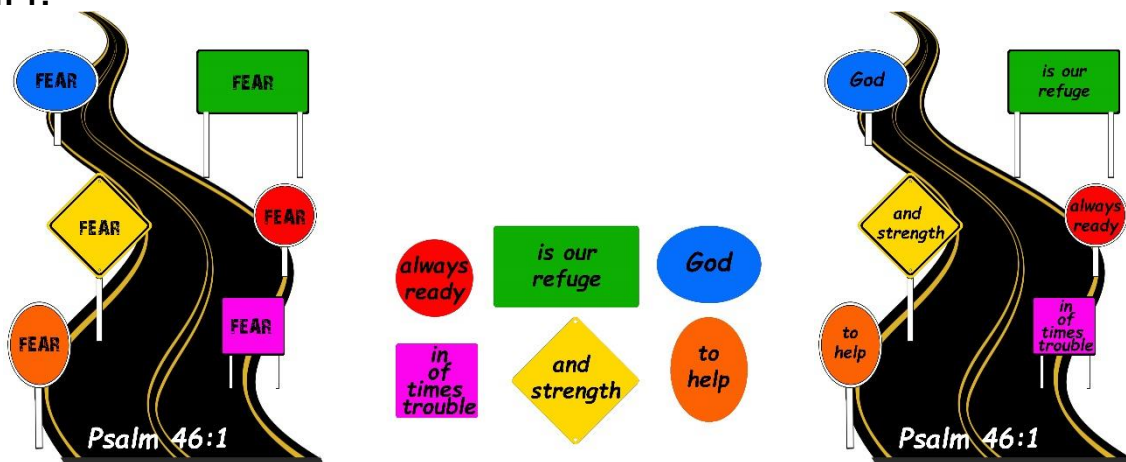 FEAR
FEAR
FEAR
FEAR
FEAR
FEAR
Psalm 46:1
always
ready
is our
refuge
God
in
of
times
trouble
and
strength
to
help
God
is our
refuge
and
strength
always
ready
to
help
in
of
times
trouble
Psalm 46:1